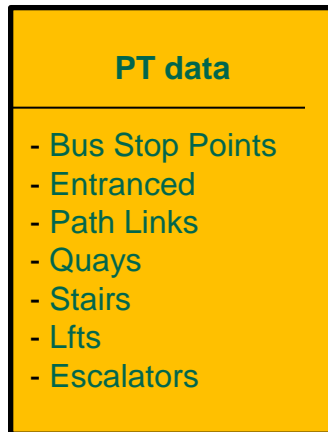 PT data
- Bus Stop Points
- Entranced
- Path Links
- Quays
- Stairs
- Lfts
- Escalators